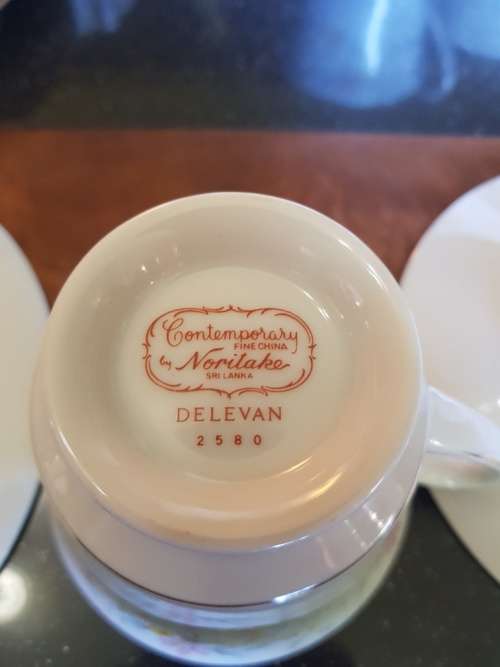 Contemporary
FINE CHINA
by Noritake
SRI LANKA
DELEVAN
2580